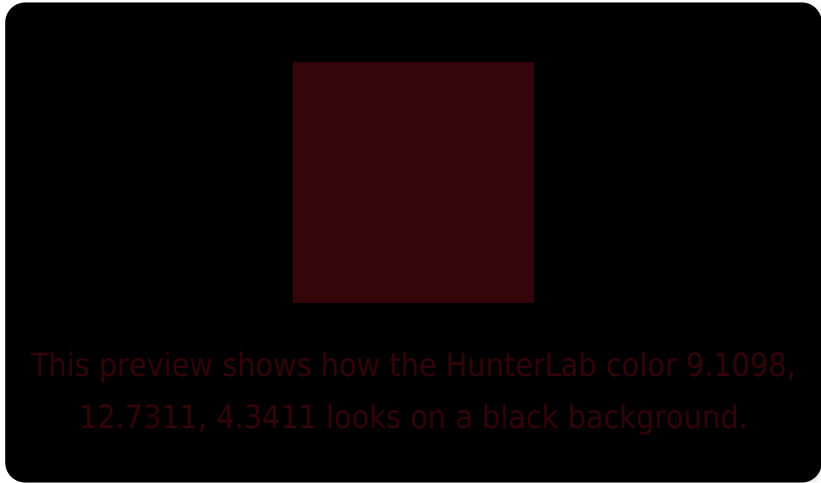 This preview shows how the HunterLab color 9.1098,
12.7311, 4.3411 looks on a black background.